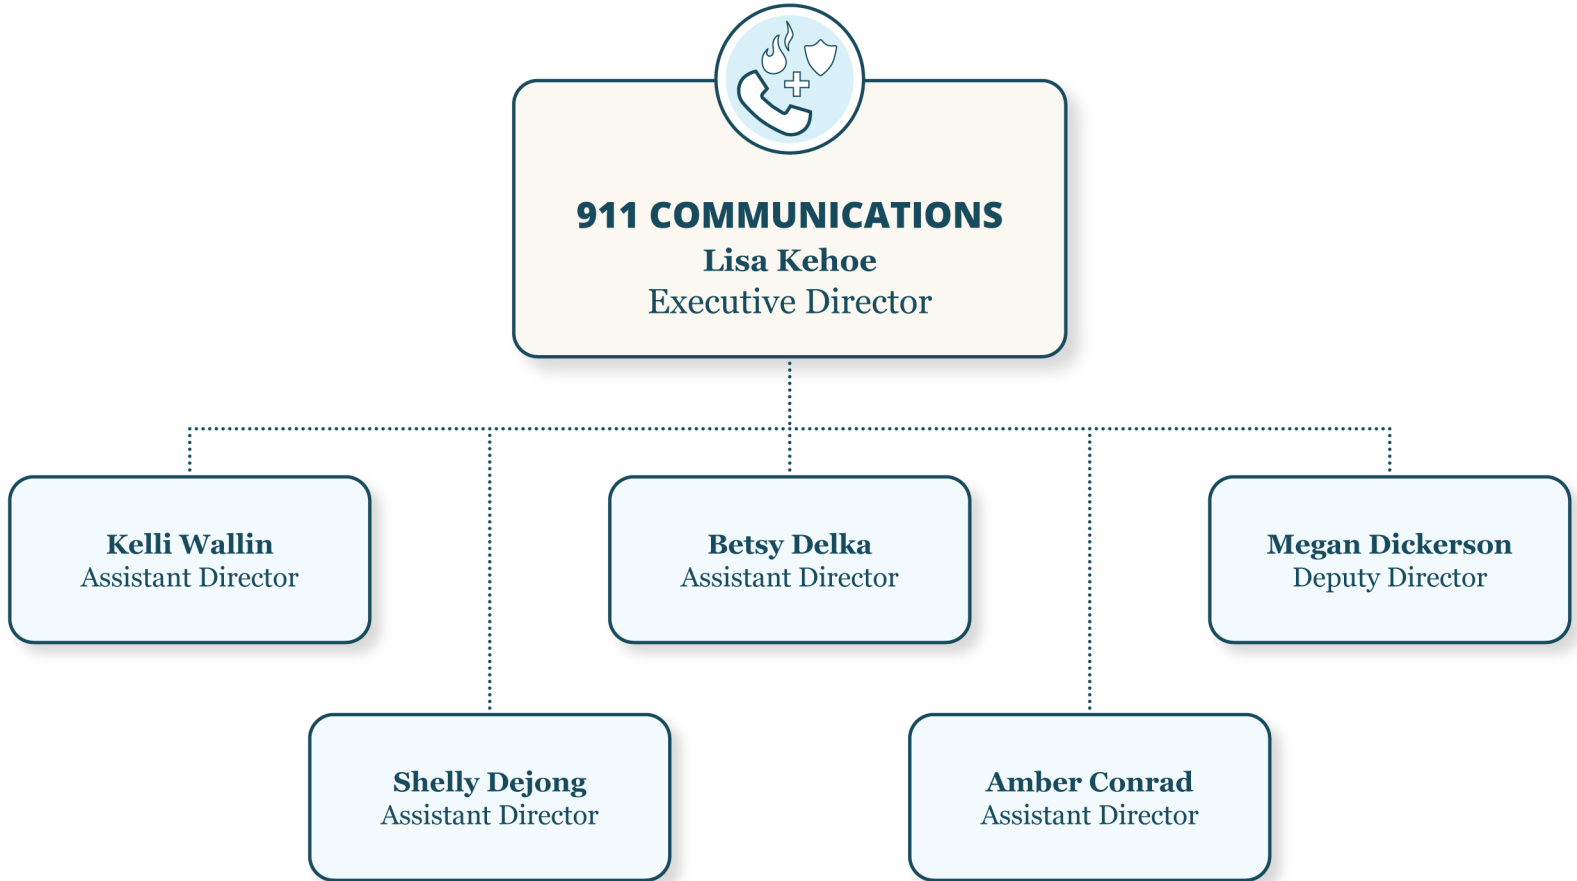 911 COMMUNICATIONS
Lisa Kehoe
Executive Director
Kelli Wallin
Assistant Director
Betsy Delka
Assistant Director
Megan Dickerson
Deputy Director
Shelly Dejong
Assistant Director
Amber Conrad
Assistant Director